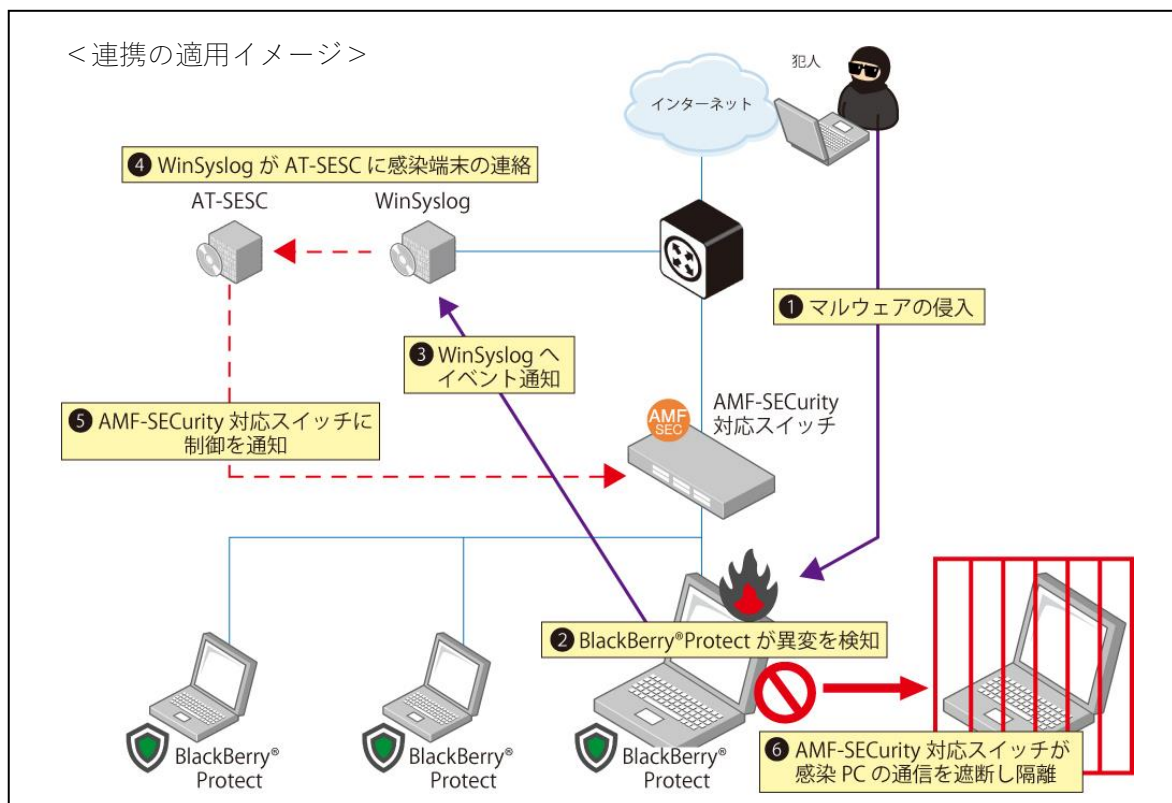 ＜連携の適用イメージ＞
犯人
インターネット
❹ WinSyslog が AT-SESC に感染端末の連絡
AT-SESC
WinSyslog
❶ マルウェアの侵入
❸ WinSyslog へ
イベント通知
AMF
SEC
AMF-SECurity
対応スイッチ
❺ AMF-SECurity 対応スイッチに
制御を通知
❷ BlackBerry®Protect が異変を検知
BlackBerry®
Protect
BlackBerry®
Protect
BlackBerry®
Protect
❻ AMF-SECurity 対応スイッチが
感染 PC の通信を遮断し隔離